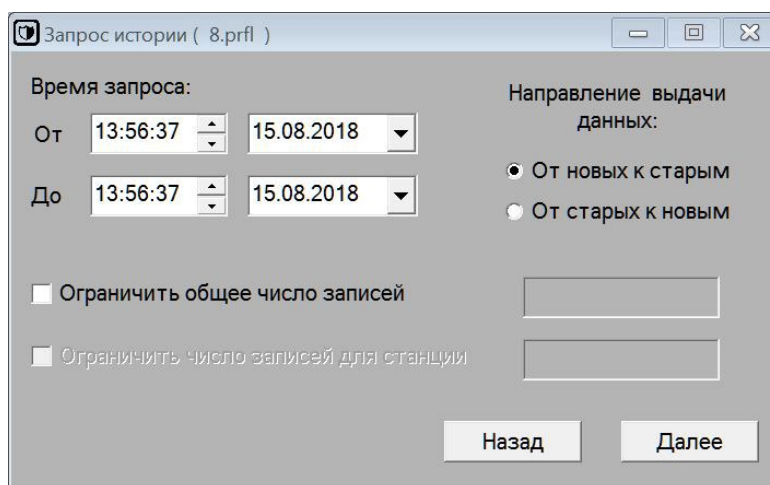 Запрос истории ( 8.prfl )
Время запроса:
От 13:56:37 15.08.2018
До 13:56:37 15.08.2018
Направление выдачи
данных:
От новых к старым
От старых к новым
Ограничить общее число записей
Ограничить число записей для станции
Назад Далее